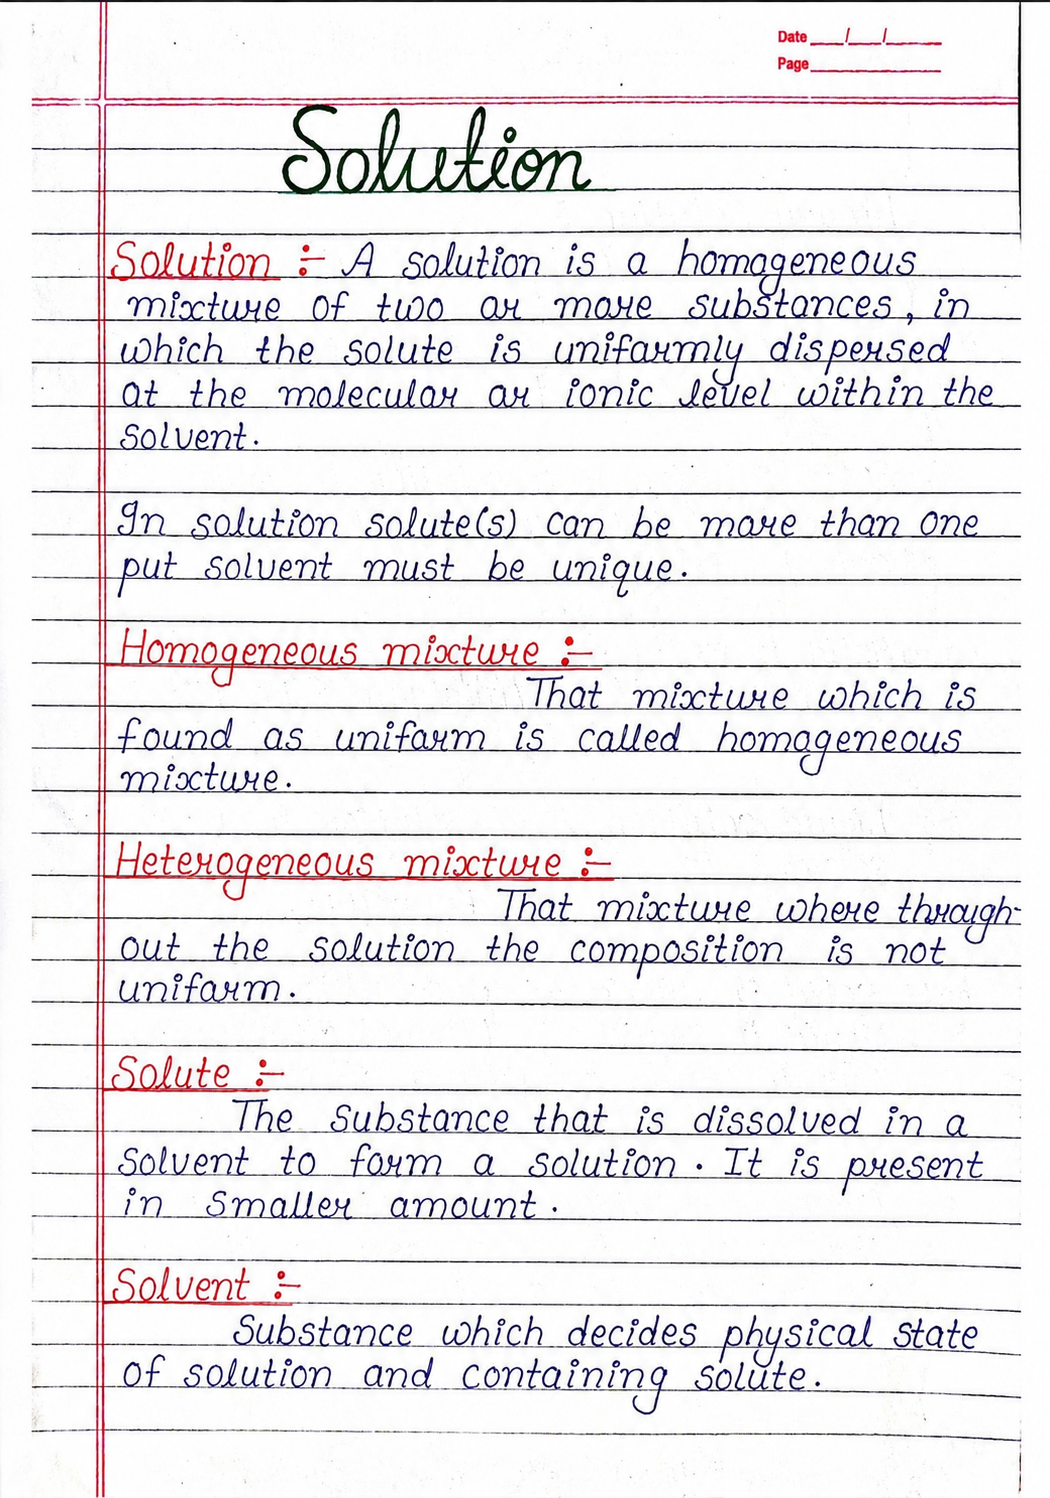 Date ___/___/______
Page ______________
Solution
Solution :- A solution is a homogeneous
mixture of two or more substances, in
which the solute is uniformly dispersed
at the molecular or ionic level within the
solvent.
In solution solute(s) can be more than one
put solvent must be unique.
Homogeneous mixture :-
That mixture which is
found as uniform is called homogeneous
mixture.
Heterogeneous mixture :-
That mixture where through-
out the solution the composition is not
uniform.
Solute :-
The substance that is dissolved in a
solvent to form a solution. It is present
in smaller amount.
Solvent :-
Substance which decides physical state
of solution and containing solute.